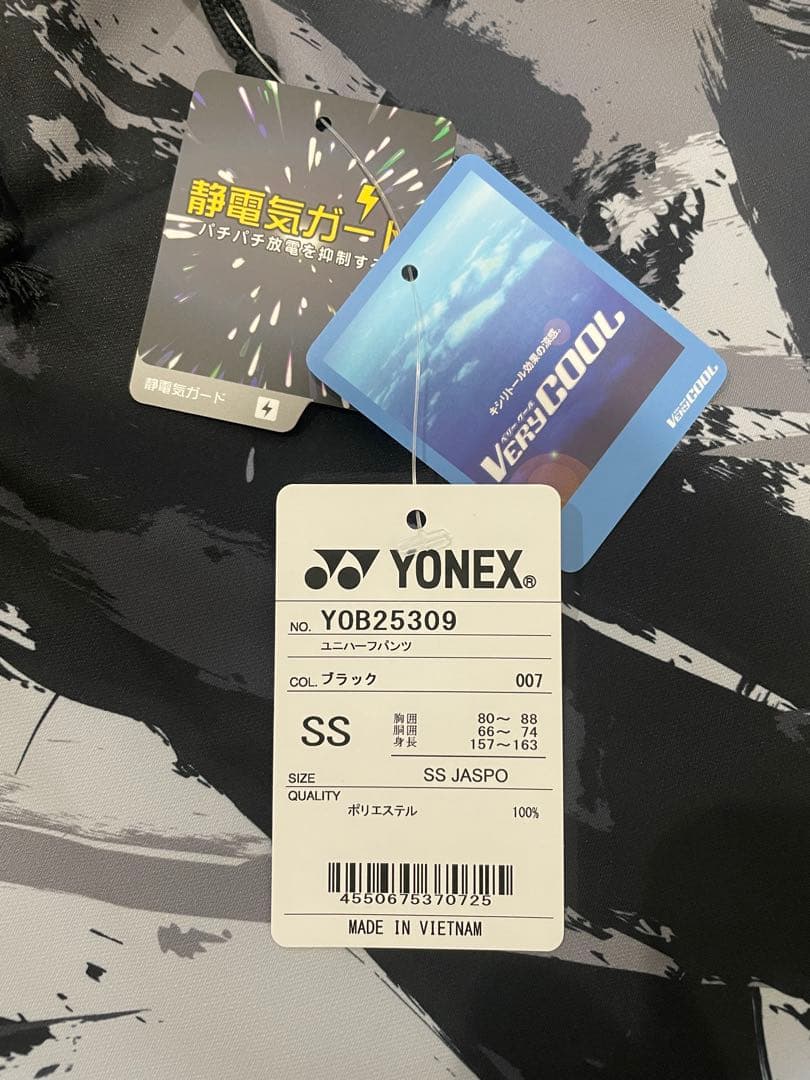 静電気ガード
パチパチ放電を抑制す
静電気ガード
キシリトール効果の涼感。
ベリー クール
VERYCOOL
VERYCOOL
YONEX®
NO. YOB25309
ユニハーフパンツ
COL. ブラック 007
SS
胸囲 80～ 88
胴囲 66～ 74
身長 157～163
SIZE SS JASPO
QUALITY
ポリエステル 100%
4550675370725
MADE IN VIETNAM